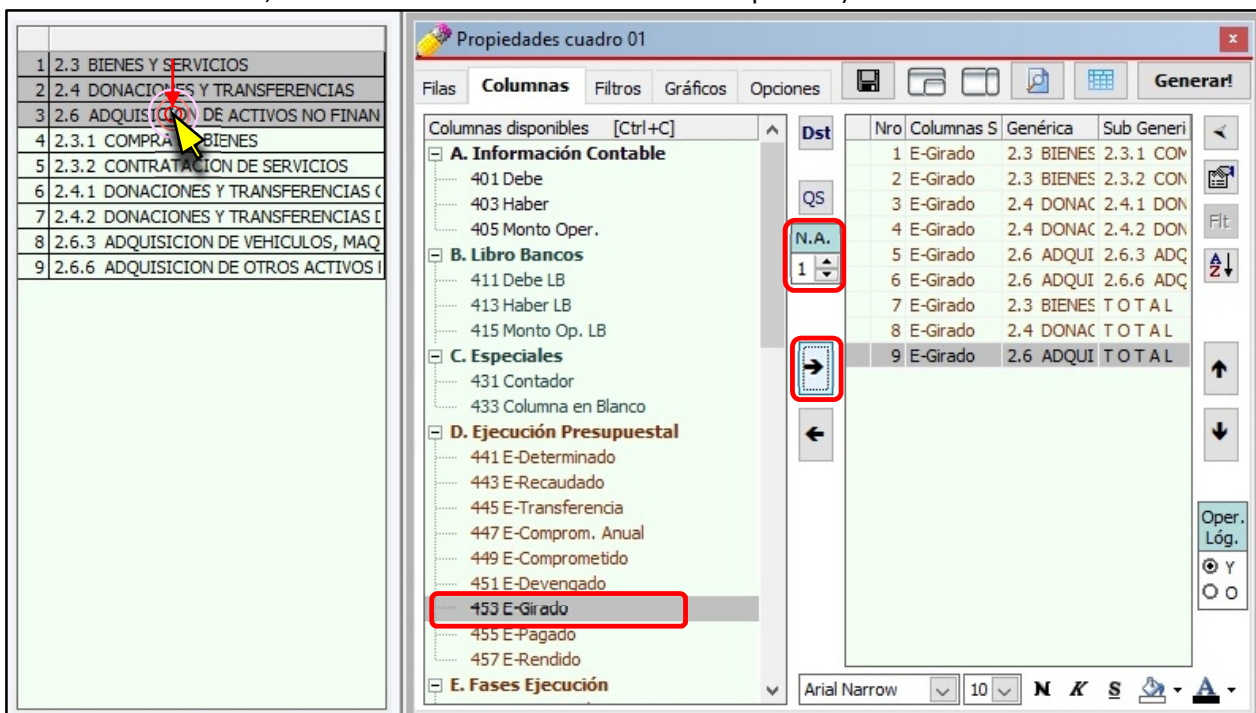 Propiedades cuadro 01
x
1 2.3 BIENES Y SERVICIOS
2 2.4 DONACIONES Y TRANSFERENCIAS
3 2.6 ADQUISICION DE ACTIVOS NO FINAN
4 2.3.1 COMPRA BIENES
5 2.3.2 CONTRATACION DE SERVICIOS
6 2.4.1 DONACIONES Y TRANSFERENCIAS (
7 2.4.2 DONACIONES Y TRANSFERENCIAS [
8 2.6.3 ADQUISICION DE VEHICULOS, MAQ
9 2.6.6 ADQUISICION DE OTROS ACTIVOS
Filas Columnas Filtros Gráficos Opciones Generar!
Columnas disponibles [Ctrl+C]
A. Información Contable
401 Debe
403 Haber
405 Monto Oper.
B. Libro Bancos
411 Debe LB
413 Haber LB
415 Monto Op. LB
C. Especiales
431 Contador
433 Columna en Blanco
D. Ejecución Presupuestal
441 E-Determinado
443 E-Recaudado
445 E-Transferencia
447 E-Comprom. Anual
449 E-Comprometido
451 E-Devengado
453 E-Girado
455 E-Pagado
457 E-Rendido
E. Fases Ejecución
Dst
QS
N.A.
1
Nro Columnas S Genérica Sub Generi
1 E-Girado 2.3 BIENES 2.3.1 COM
2 E-Girado 2.3 BIENES 2.3.2 CON
3 E-Girado 2.4 DONAC 2.4.1 DON
4 E-Girado 2.4 DONAC 2.4.2 DON
5 E-Girado 2.6 ADQUI 2.6.3 ADQ
6 E-Girado 2.6 ADQUI 2.6.6 ADQ
7 E-Girado 2.3 BIENES T O T A L
8 E-Girado 2.4 DONAC T O T A L
9 E-Girado 2.6 ADQUI T O T A L
Flt
A
Z
Oper.
Lóg.
Y
O
Arial Narrow 10 N K S A